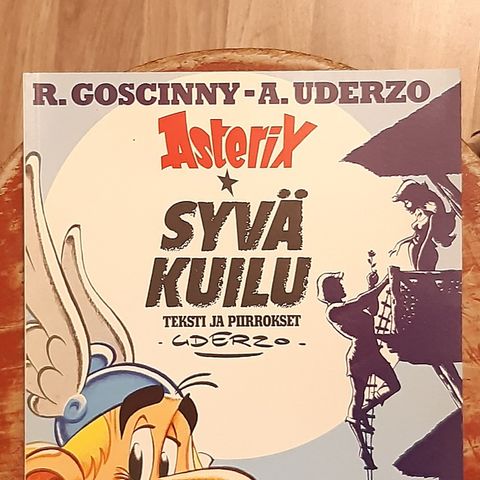 R. GOSCINNY-A. UDERZO
Asterix
SYVÄ
KUILU
TEKSTI JA PIIRROKSET
UDERZO